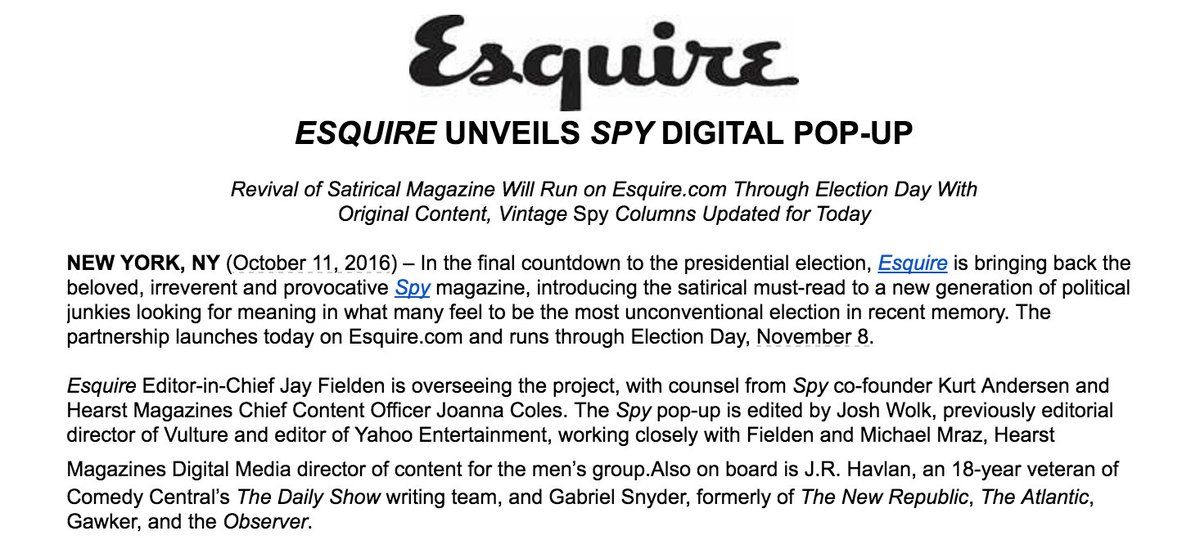 Esquire
ESQUIRE UNVEILS SPY DIGITAL POP-UP
Revival of Satirical Magazine Will Run on Esquire.com Through Election Day With
Original Content, Vintage Spy Columns Updated for Today
NEW YORK, NY (October 11, 2016) – In the final countdown to the presidential election, Esquire is bringing back the
beloved, irreverent and provocative Spy magazine, introducing the satirical must-read to a new generation of political
junkies looking for meaning in what many feel to be the most unconventional election in recent memory. The
partnership launches today on Esquire.com and runs through Election Day, November 8.
Esquire Editor-in-Chief Jay Fielden is overseeing the project, with counsel from Spy co-founder Kurt Andersen and
Hearst Magazines Chief Content Officer Joanna Coles. The Spy pop-up is edited by Josh Wolk, previously editorial
director of Vulture and editor of Yahoo Entertainment, working closely with Fielden and Michael Mraz, Hearst
Magazines Digital Media director of content for the men’s group.Also on board is J.R. Havlan, an 18-year veteran of
Comedy Central’s The Daily Show writing team, and Gabriel Snyder, formerly of The New Republic, The Atlantic,
Gawker, and the Observer.